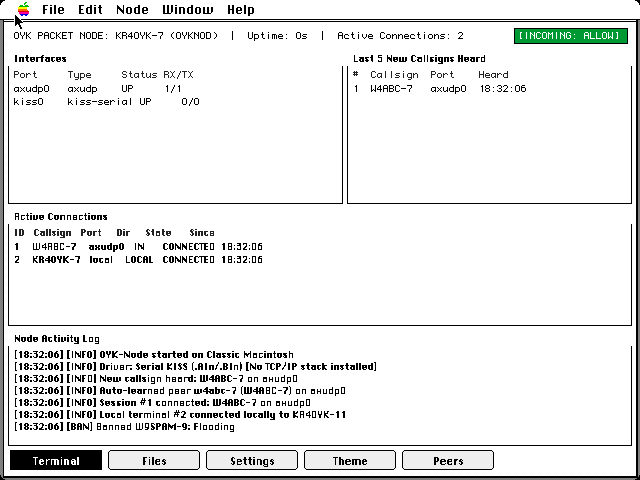 File Edit Node Window Help
OYK PACKET NODE: KR4OYK-7 (OYKNOD) | Uptime: 0s | Active Connections: 2 [INCOMING: ALLOW]
Interfaces
Port Type Status RX/TX
axudp0 axudp UP 1/1
kiss0 kiss-serial UP 0/0
Last 5 New Callsigns Heard
# Callsign Port Heard
1 W4ABC-7 axudp0 18:32:06
Active Connections
ID Callsign Port Dir State Since
1 W4ABC-7 axudp0 IN CONNECTED 18:32:06
2 KR4OYK-7 local LOCAL CONNECTED 18:32:06
Node Activity Log
[18:32:06] [INFO] OYK-Node started on Classic Macintosh
[18:32:06] [INFO] Driver: Serial KISS (.AIn/.BIn) [No TCP/IP stack installed]
[18:32:06] [INFO] New callsign heard: W4ABC-7 on axudp0
[18:32:06] [INFO] Auto-learned peer w4abc-7 (W4ABC-7) on axudp0
[18:32:06] [INFO] Session #1 connected: W4ABC-7 on axudp0
[18:32:06] [INFO] Local terminal #2 connected locally to KR4OYK-11
[18:32:06] [BAN] Banned W9SPAM-9: Flooding
Terminal Files Settings Theme Peers